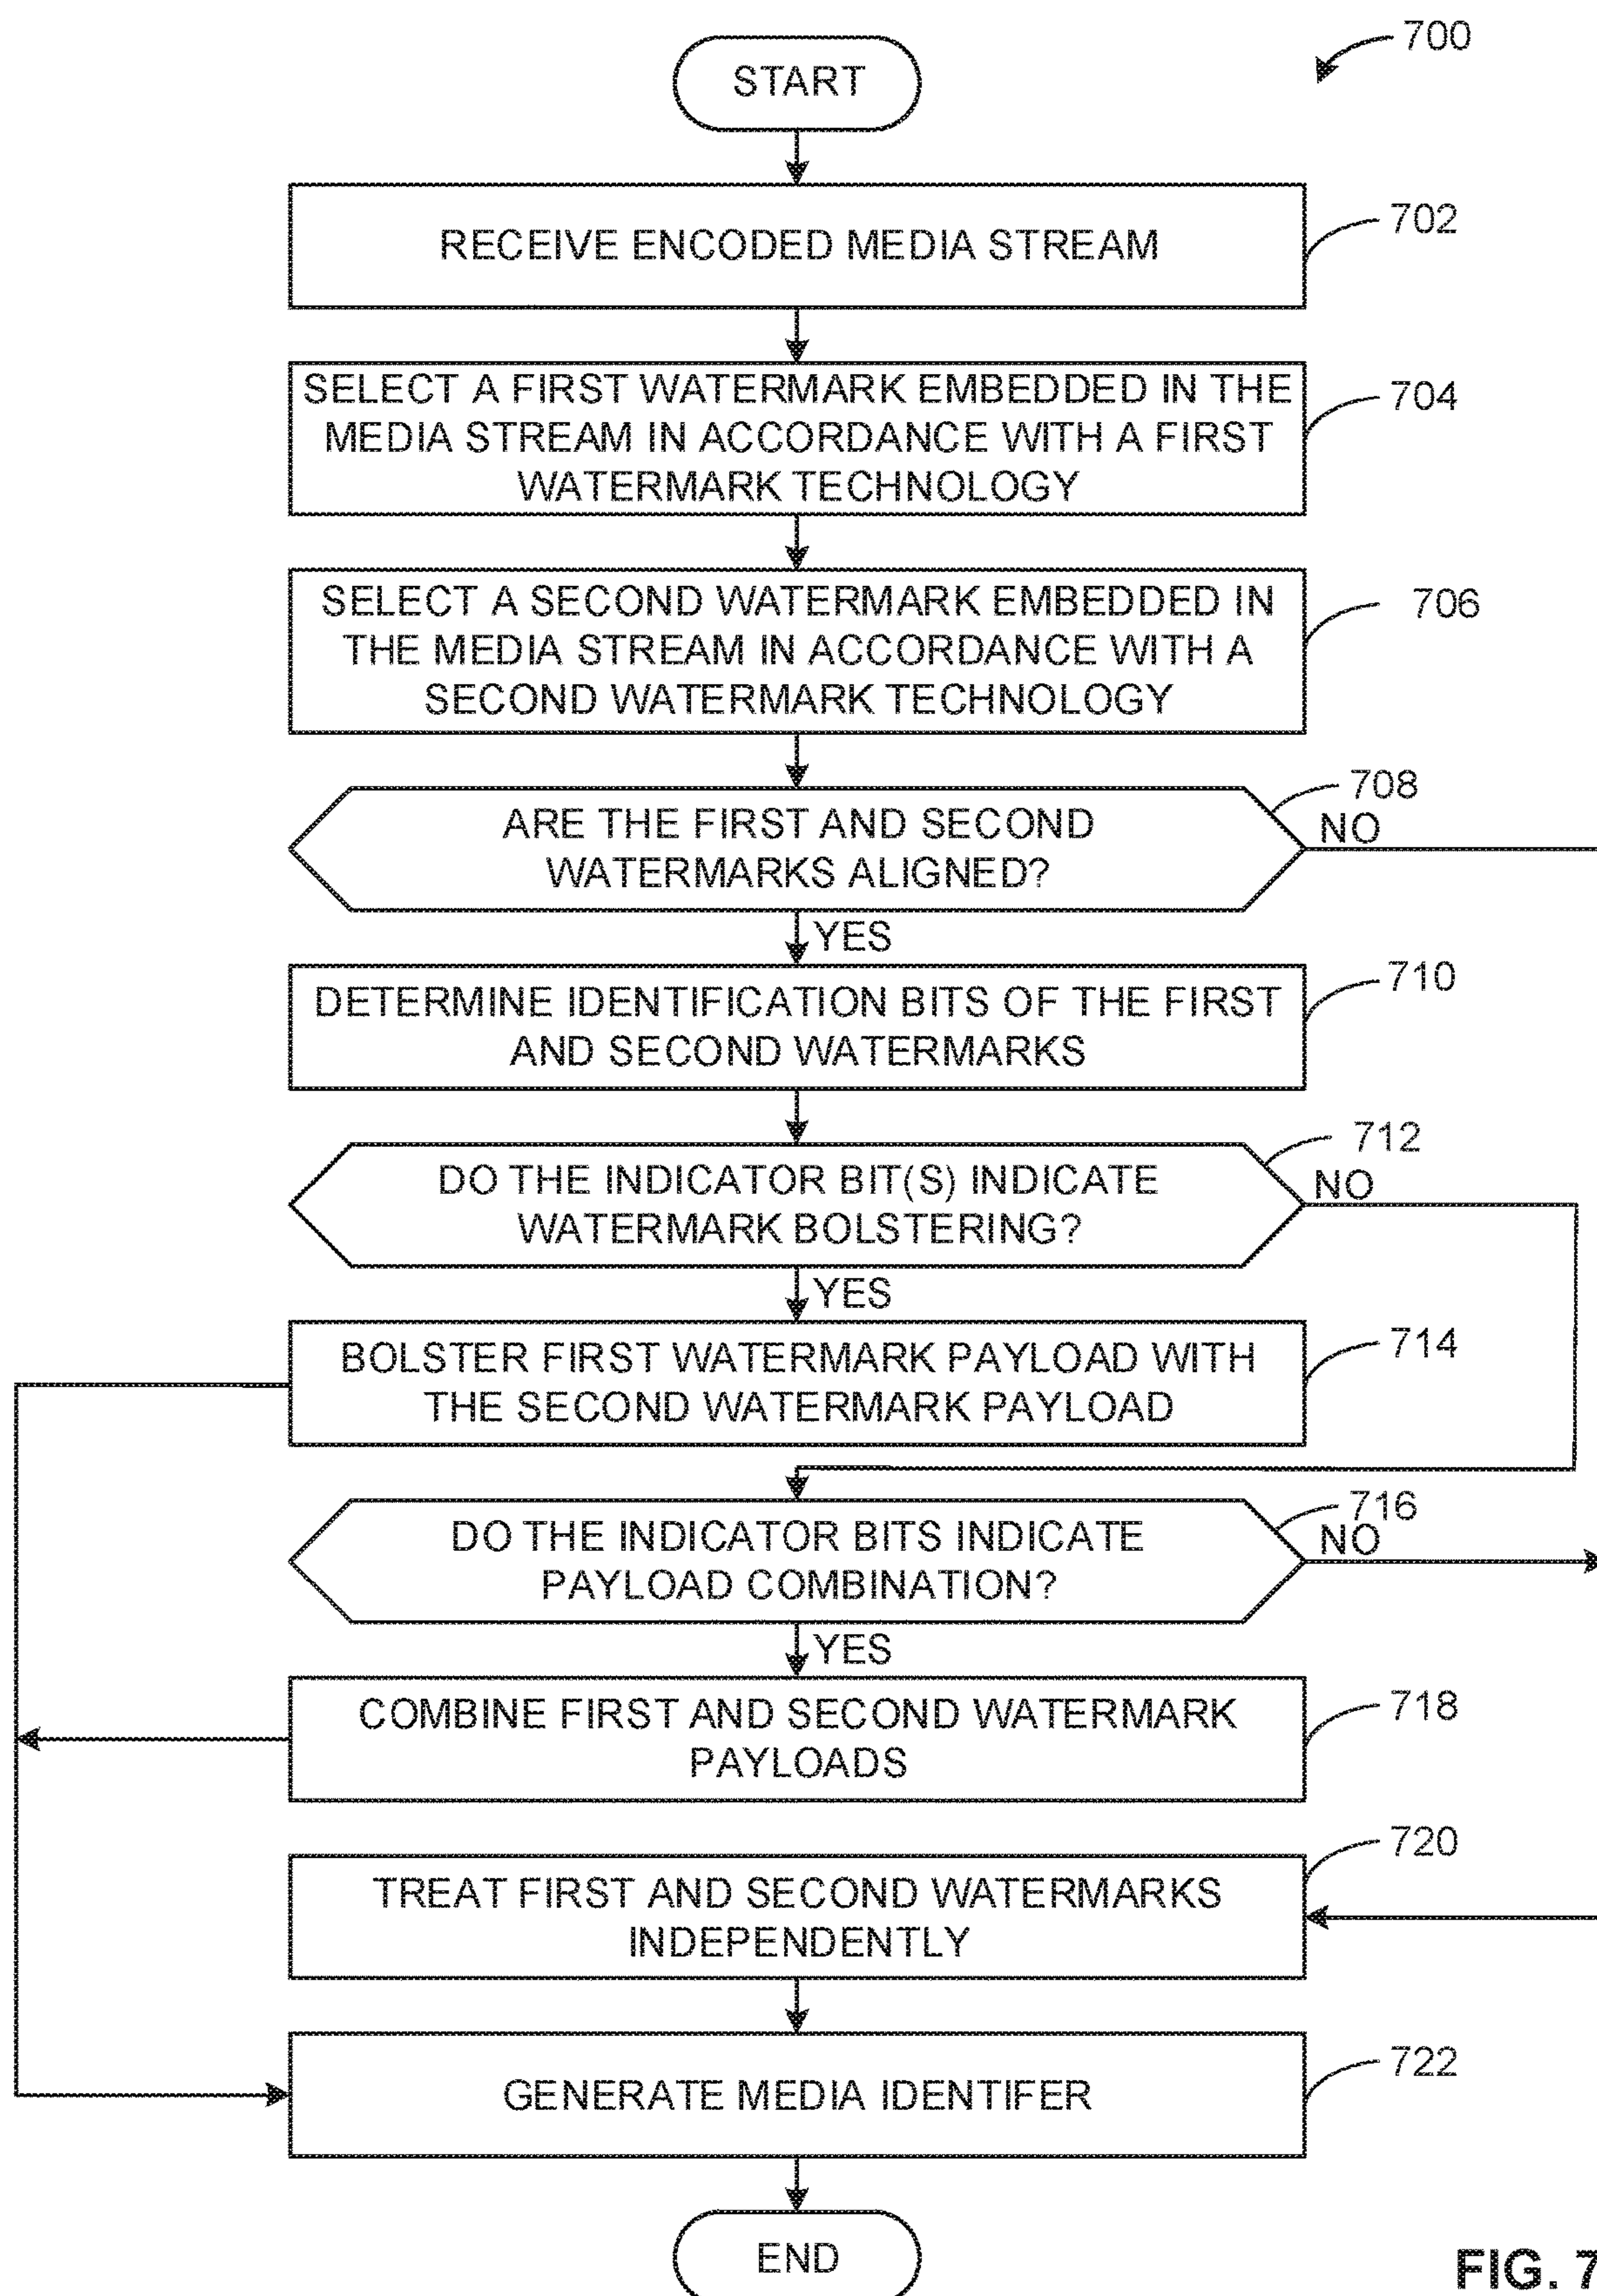 700
START
RECEIVE ENCODED MEDIA STREAM
702
SELECT A FIRST WATERMARK EMBEDDED IN THE
MEDIA STREAM IN ACCORDANCE WITH A FIRST
WATERMARK TECHNOLOGY
704
SELECT A SECOND WATERMARK EMBEDDED IN
THE MEDIA STREAM IN ACCORDANCE WITH A
SECOND WATERMARK TECHNOLOGY
706
ARE THE FIRST AND SECOND
WATERMARKS ALIGNED?
708
NO
YES
DETERMINE IDENTIFICATION BITS OF THE FIRST
AND SECOND WATERMARKS
710
DO THE INDICATOR BIT(S) INDICATE
WATERMARK BOLSTERING?
712
NO
YES
BOLSTER FIRST WATERMARK PAYLOAD WITH
THE SECOND WATERMARK PAYLOAD
714
DO THE INDICATOR BITS INDICATE
PAYLOAD COMBINATION?
716
NO
YES
COMBINE FIRST AND SECOND WATERMARK
PAYLOADS
718
TREAT FIRST AND SECOND WATERMARKS
INDEPENDENTLY
720
GENERATE MEDIA IDENTIFER
722
END
FIG. 7